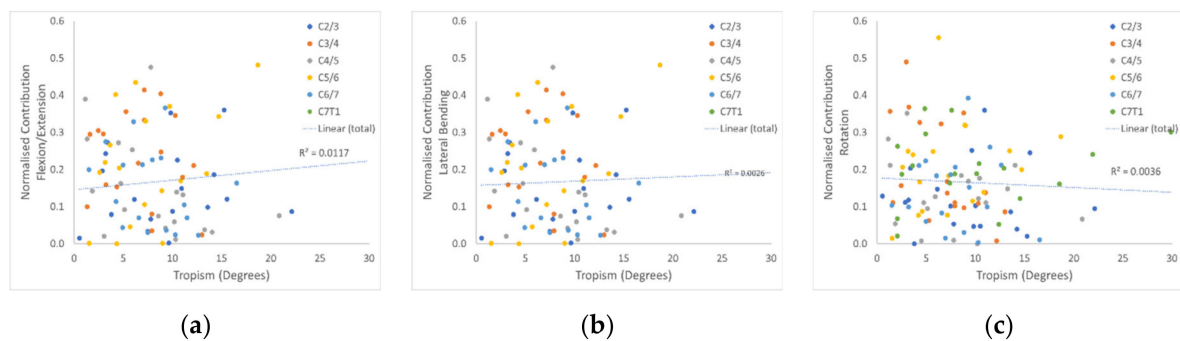 0.6
0.5
0.4
0.3
0.2
0.1
0.0
Normalised Contribution
Flexion/Extension
C2/3
C3/4
C4/5
C5/6
C6/7
C7T1
Linear (total)
R² = 0.0117
0 5 10 15 20 25 30
Tropism (Degrees)
(a)
0.6
0.5
0.4
0.3
0.2
0.1
0.0
Normalised Contribution
Lateral Bending
C2/3
C3/4
C4/5
C5/6
C6/7
C7T1
Linear (total)
R² = 0.0026
0 5 10 15 20 25 30
Tropism (Degrees)
(b)
0.6
0.5
0.4
0.3
0.2
0.1
0.0
Normalised Contribution
Rotation
C2/3
C3/4
C4/5
C5/6
C6/7
C7T1
Linear (total)
R² = 0.0036
0 5 10 15 20 25 30
Tropism (Degrees)
(c)